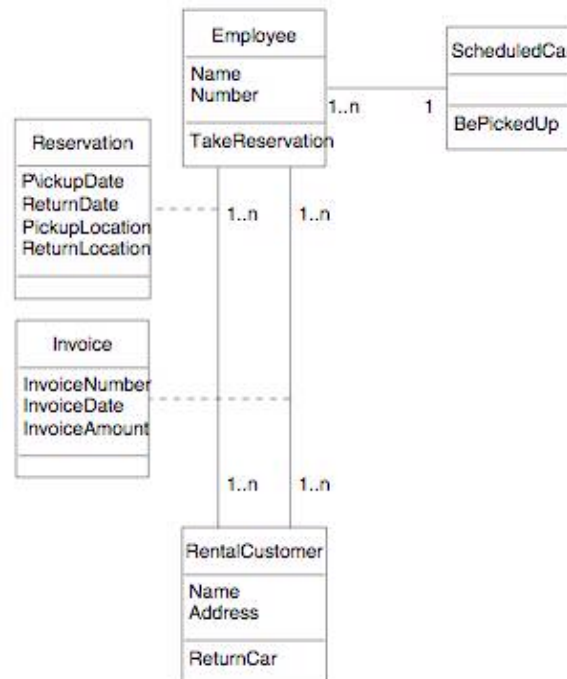 Employee
Name
Number
TakeReservation
ScheduledCa
BePickedUp
1..n
1
Reservation
P\ickupDate
ReturnDate
PickupLocation
ReturnLocation
1..n
1..n
Invoice
InvoiceNumber
InvoiceDate
InvoiceAmount
1..n
1..n
RentalCustomer
Name
Address
ReturnCar